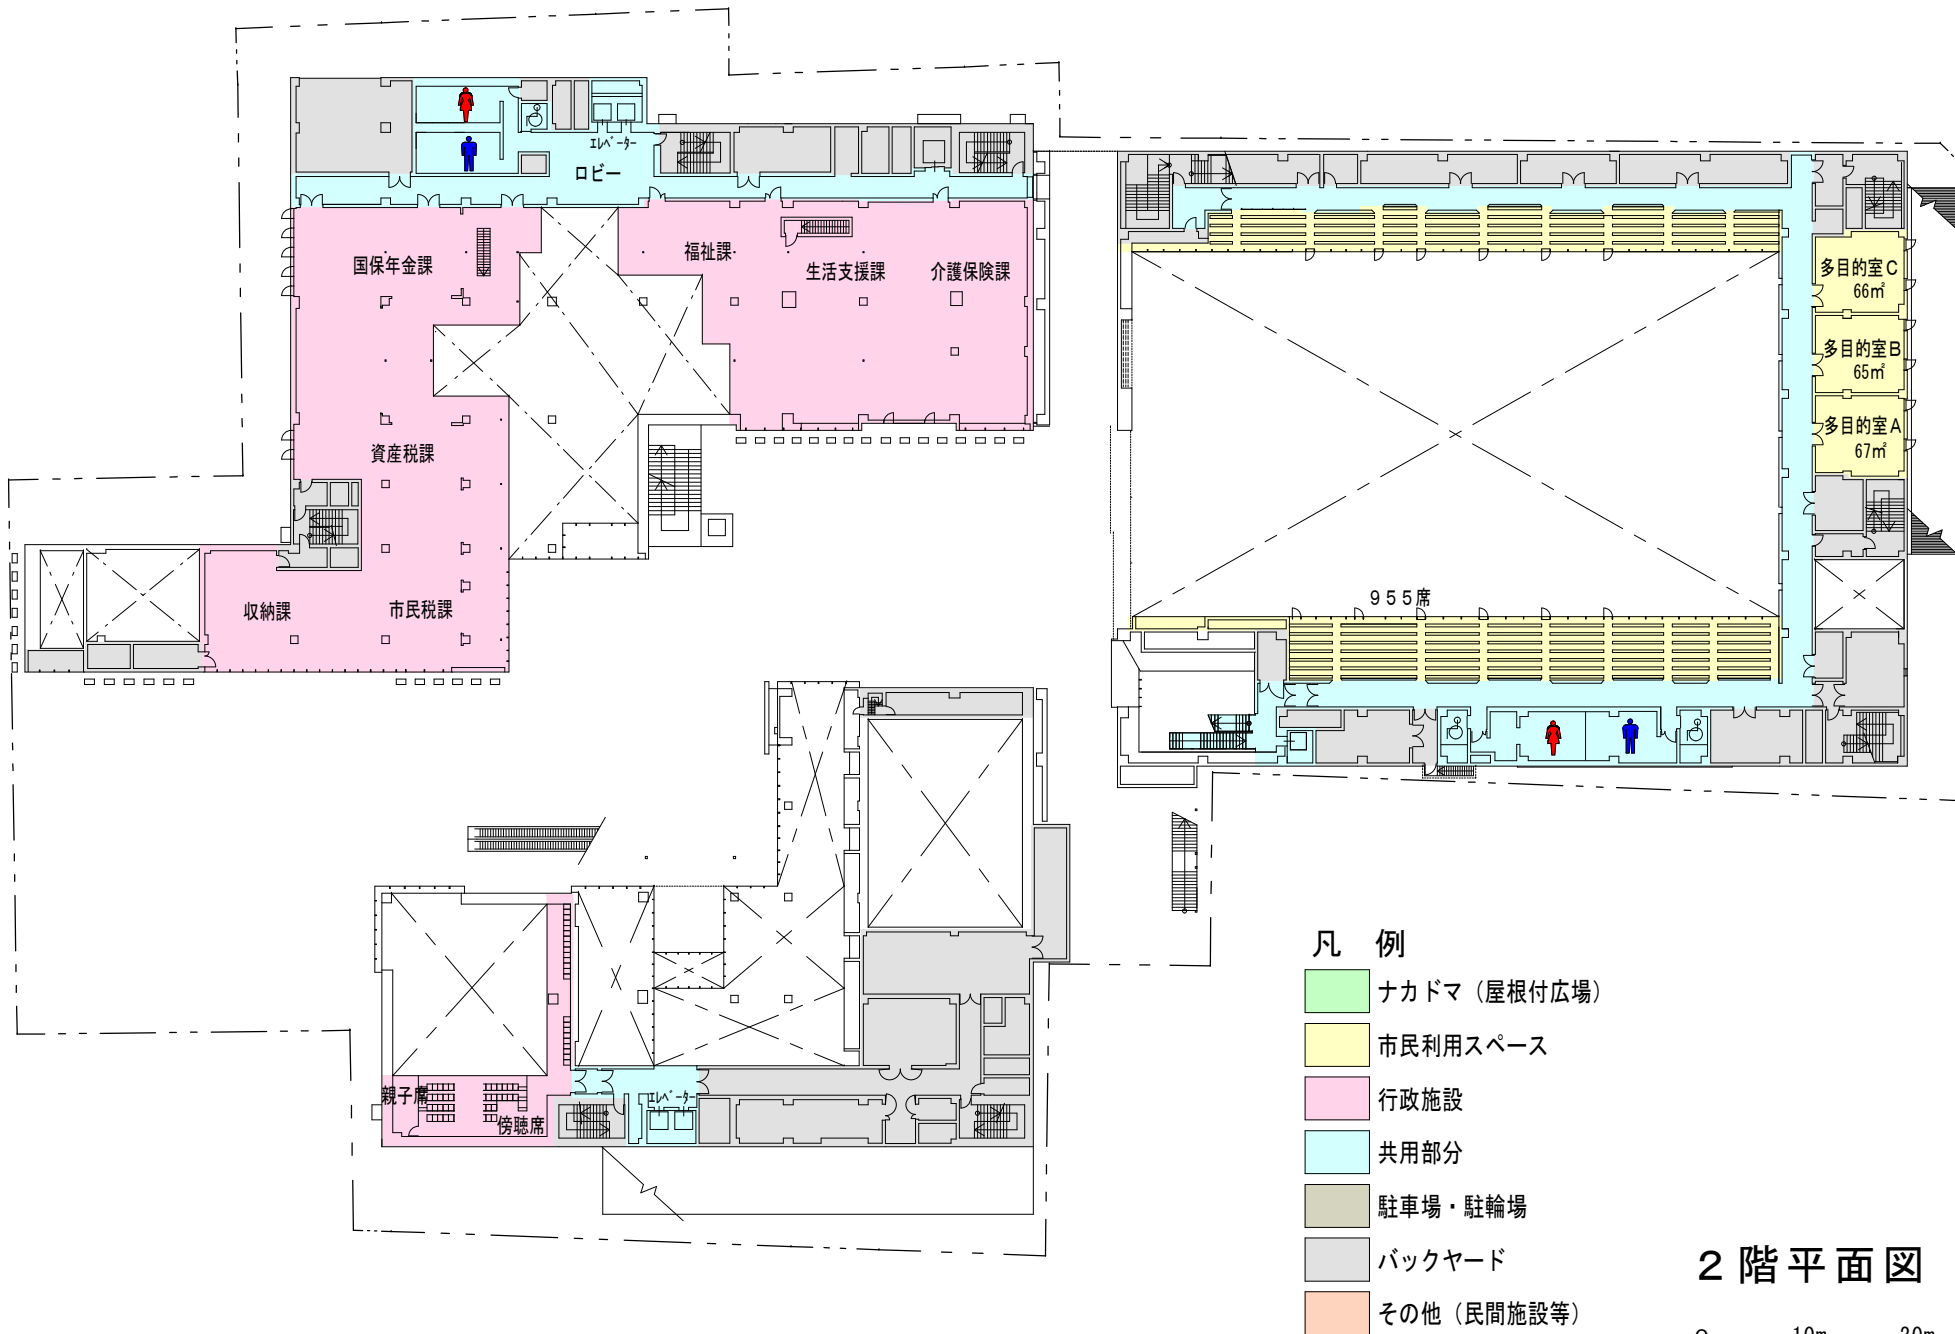 エレベーター
ロビー
国保年金課
福祉課
生活支援課
介護保険課
資産税課
収納課
市民税課
多目的室C
66㎡
多目的室B
65㎡
多目的室A
67㎡
955席
親子席
傍聴席
エレベーター
凡　例
ナカドマ（屋根付広場）
市民利用スペース
行政施設
共用部分
駐車場・駐輪場
バックヤード
その他（民間施設等）
２階平面図
0 10m 20m